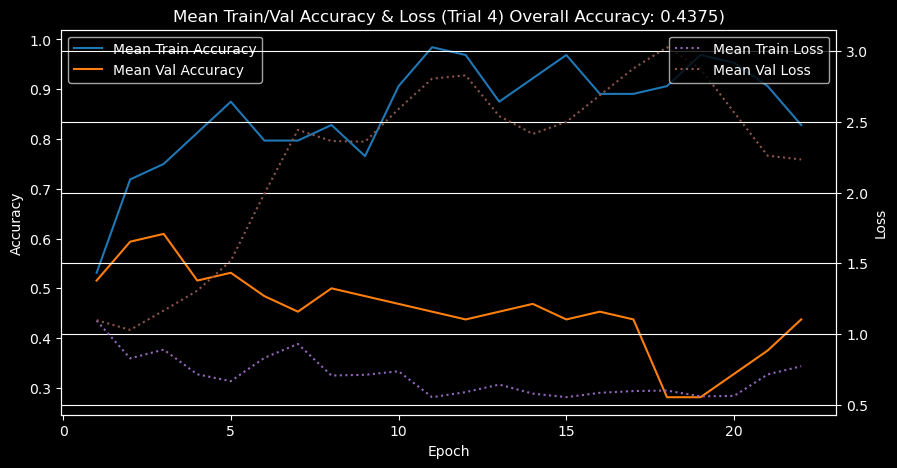 Mean Train/Val Accuracy & Loss (Trial 4) Overall Accuracy: 0.4375)
Mean Train Accuracy
Mean Val Accuracy
Mean Train Loss
Mean Val Loss
Accuracy
1.0
0.9
0.8
0.7
0.6
0.5
0.4
0.3
3.0
2.5
2.0
1.5
1.0
0.5
Loss
0
5
10
15
20
Epoch